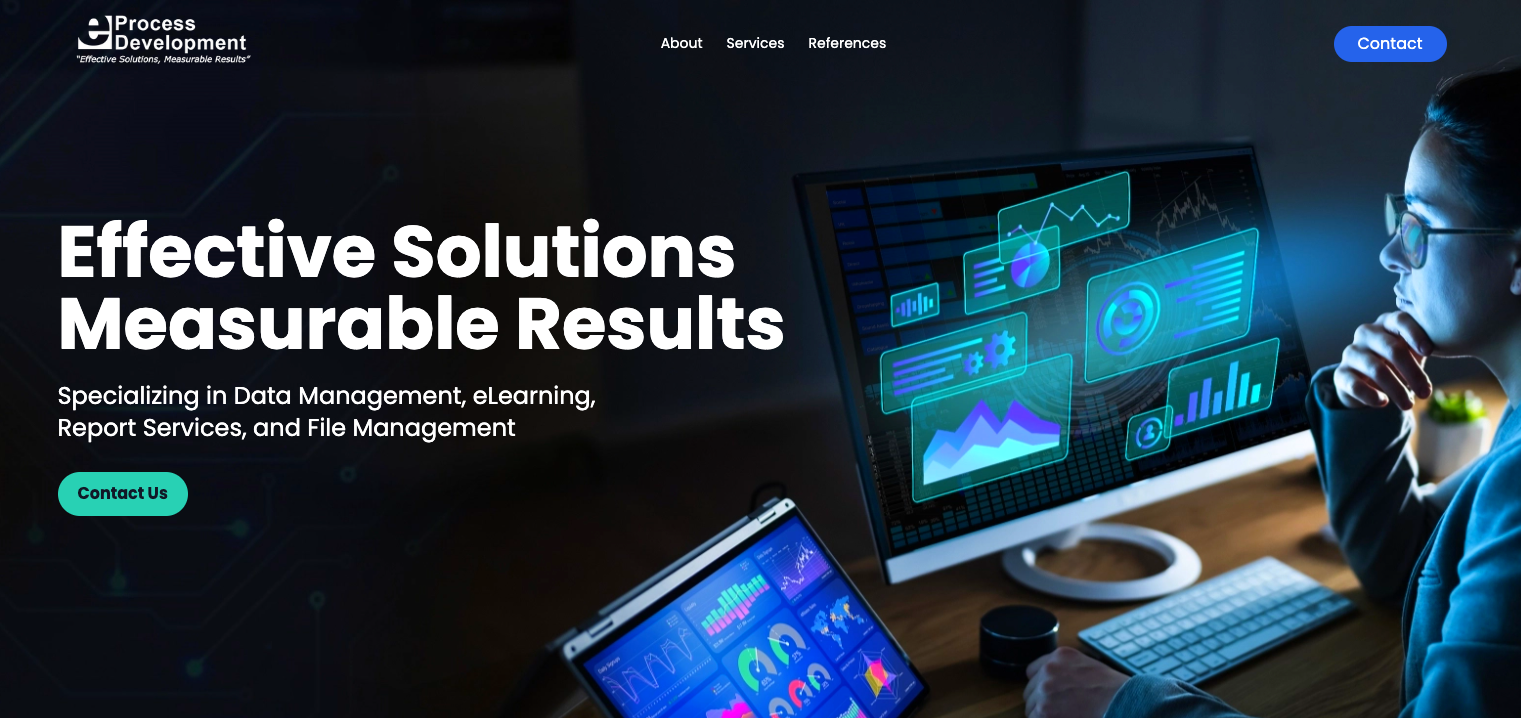 Process
Development
"Effective Solutions, Measurable Results"
About
Services
References
Contact
Effective Solutions
Measurable Results
Specializing in Data Management, eLearning,
Report Services, and File Management
Contact Us